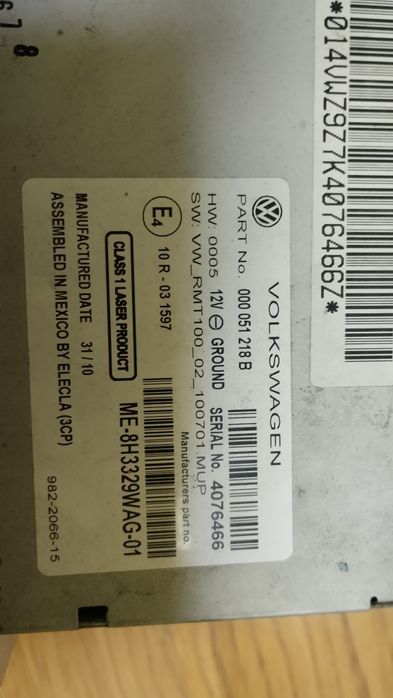 678
*014VWZ9Z7K4076466Z*
VOLKSWAGEN
PART No. 000 051 218 B
HW: 0005 12V GROUND SERIAL No. 4076466
SW: VW_RMT100_02_100701.MUP
Manufacturers part no.
E4 10 R - 03 1597
ME-8H3329WAG-01
CLASS 1 LASER PRODUCT
MANUFACTURED DATE 31/10
ASSEMBLED IN MEXICO BY ELECLA (3CP)
982-2066-15